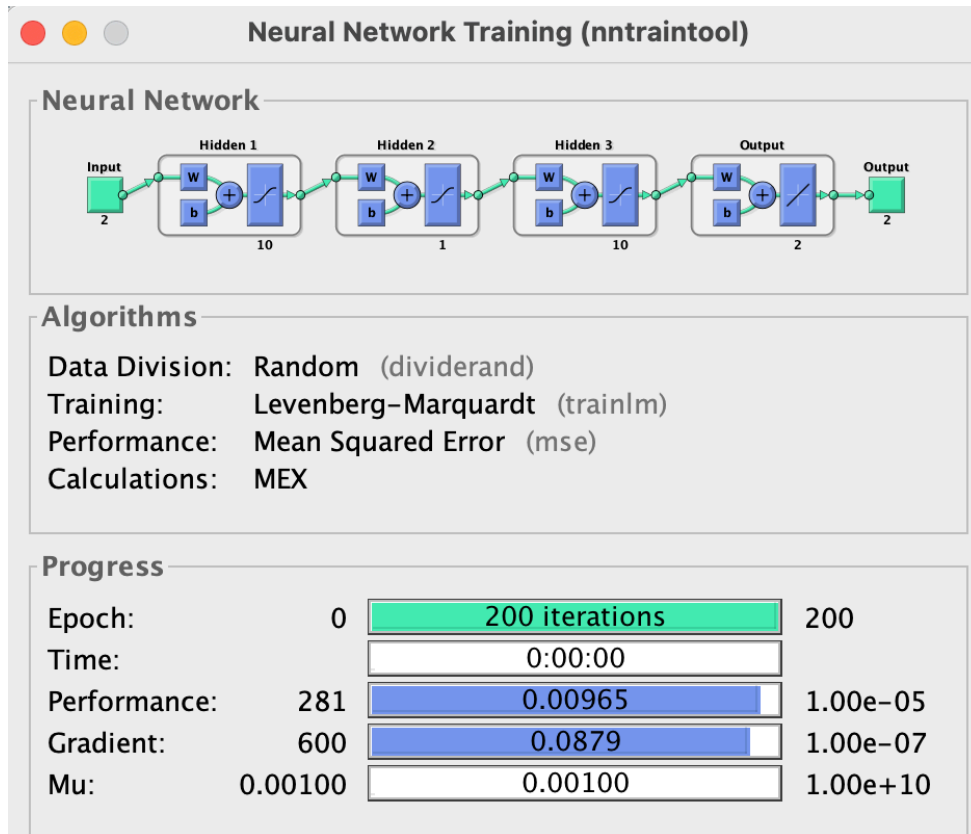 Neural Network Training (nntraintool)
Neural Network
Hidden 1 Hidden 2 Hidden 3 Output
Input Output
W W W W
+ + + +
b b b b
2 10 1 10 2 2
Algorithms
Data Division: Random (dividerand)
Training: Levenberg-Marquardt (trainlm)
Performance: Mean Squared Error (mse)
Calculations: MEX
Progress
Epoch: 0 200 iterations 200
Time: 0:00:00
Performance: 281 0.00965 1.00e-05
Gradient: 600 0.0879 1.00e-07
Mu: 0.00100 0.00100 1.00e+10